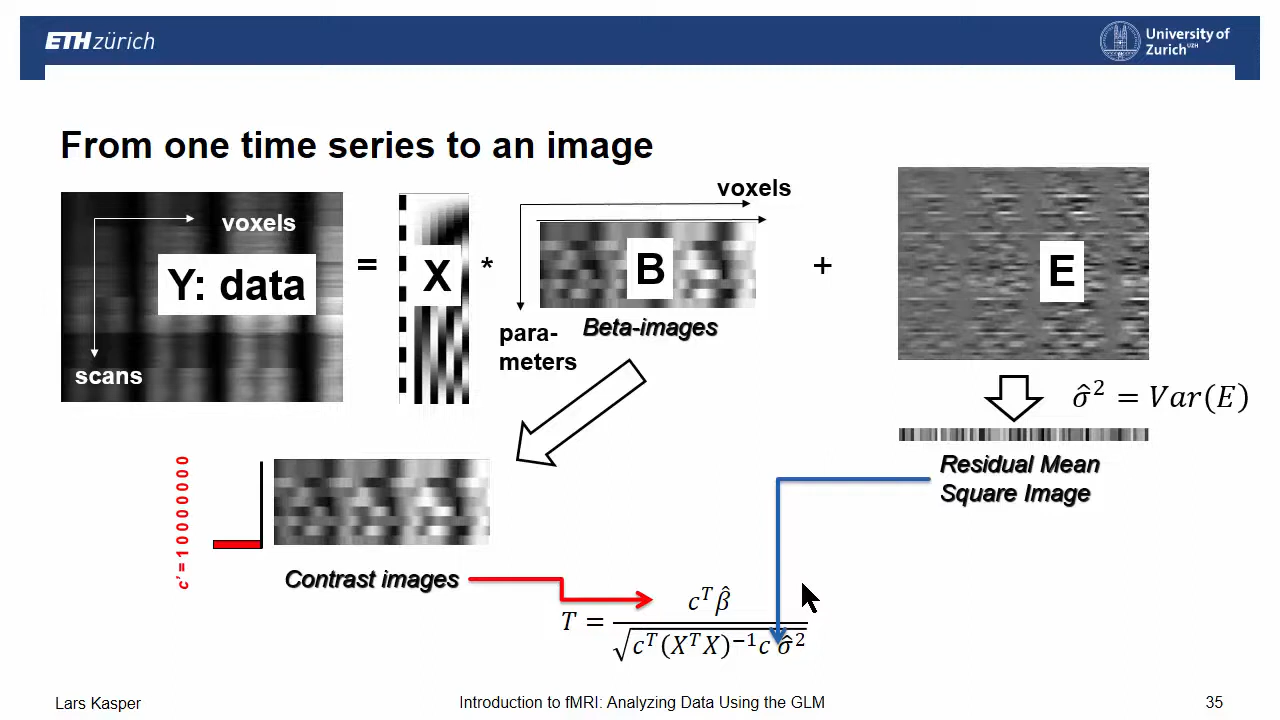 ETH zürich
University of
Zurich UZH
From one time series to an image
voxels
scans
Y: data
=
X
*
voxels
para-
meters
B
Beta-images
+
E
σ̂² = Var(E)
Residual Mean
Square Image
c' = 1 0 0 0 0 0 0 0 0
Contrast images
T = cᵀβ̂ / √(cᵀ(XᵀX)⁻¹c σ̂²)
Lars Kasper
Introduction to fMRI: Analyzing Data Using the GLM
35